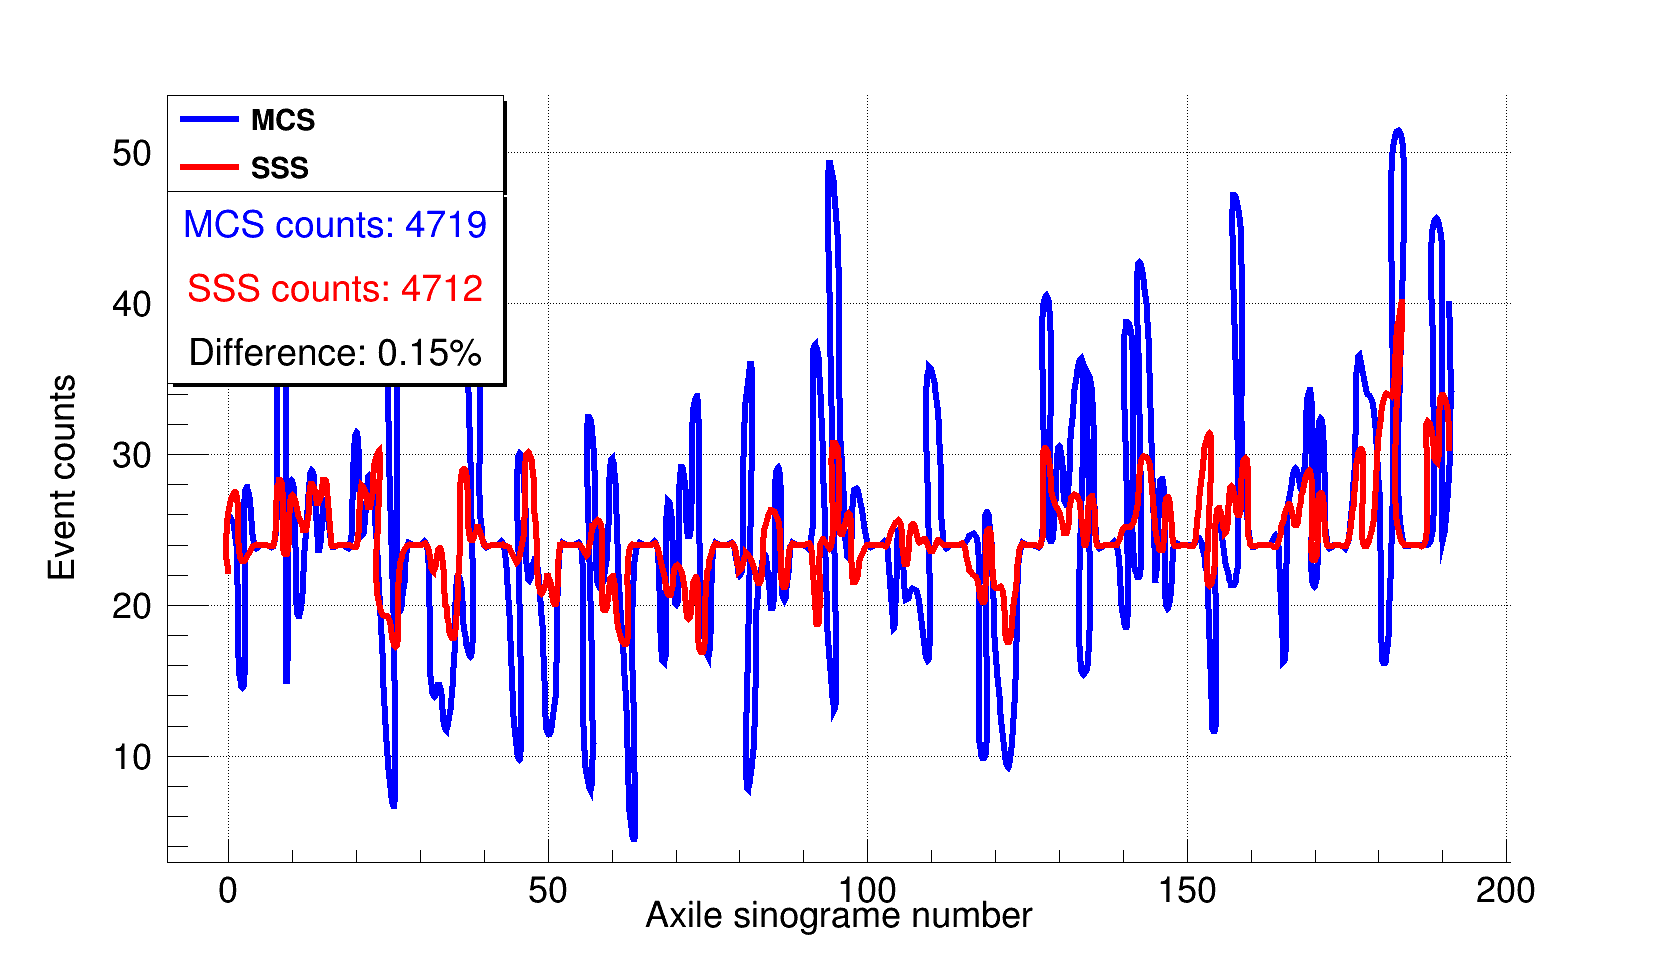 MCS
SSS
MCS counts: 4719
SSS counts: 4712
Difference: 0.15%
50
40
30
20
10
Event counts
0 50 100 150 200
Axile sinograme number